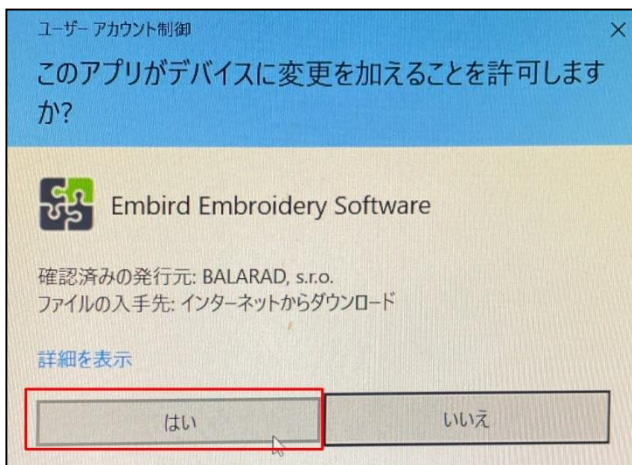 ユーザー アカウント制御
このアプリがデバイスに変更を加えることを許可します
か?
Embird Embroidery Software
確認済みの発行元: BALARAD, s.r.o.
ファイルの入手先: インターネットからダウンロード
詳細を表示
はい
いいえ